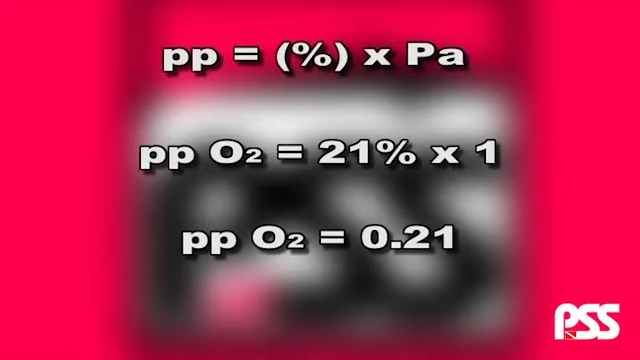 pp = (%) x Pa
pp O₂ = 21% x 1
pp O₂ = 0.21
PSS